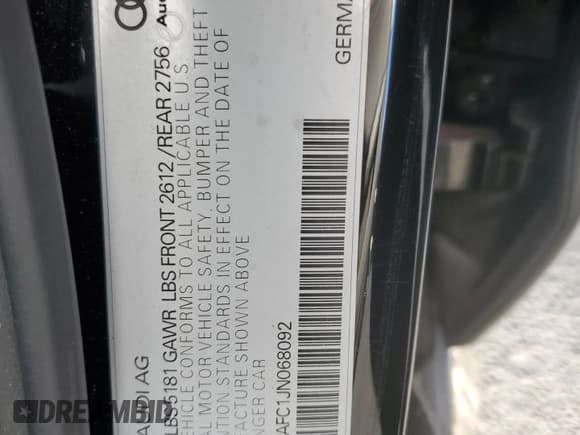 AUDI AG
LBS 5181 GAWR LBS FRONT 2612 / REAR 2756
VEHICLE CONFORMS TO ALL APPLICABLE U S
MOTOR VEHICLE SAFETY, BUMPER AND THEFT
STANDARDS IN EFFECT ON THE DATE OF
SHOWN ABOVE
CAR
AFC1JN068092
DREAMBID